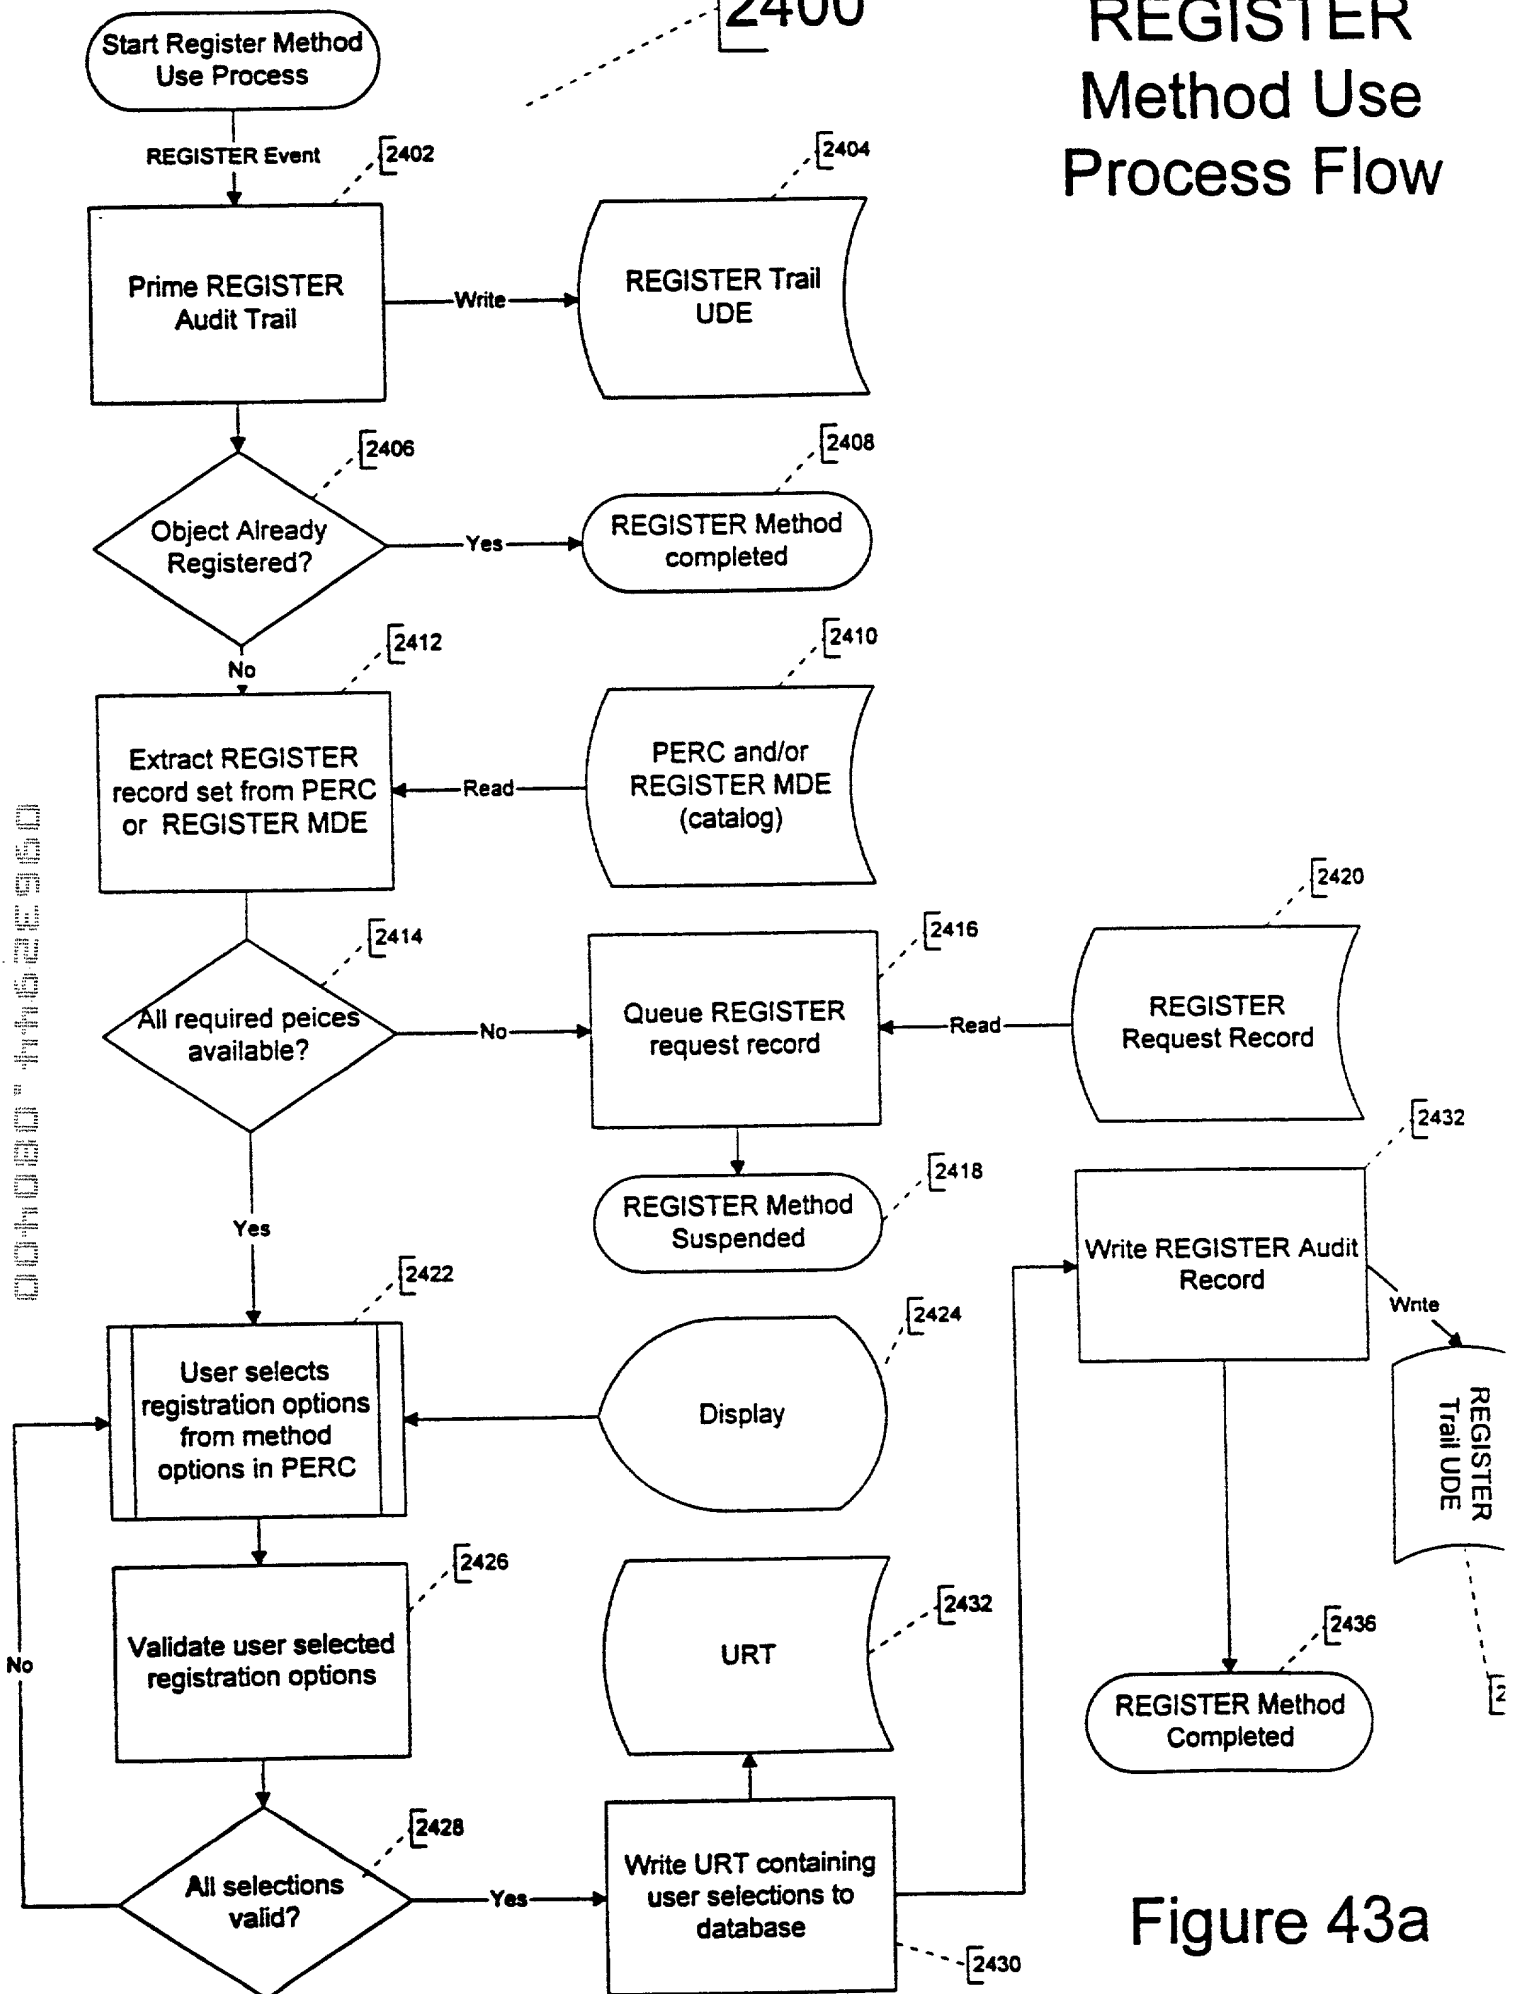 2400
REGISTER
Method Use
Process Flow
Start Register Method
Use Process
REGISTER Event
2402
2404
Prime REGISTER
Audit Trail
Write
REGISTER Trail
UDE
2406
2408
Object Already
Registered?
Yes
REGISTER Method
completed
No
2412
2410
Extract REGISTER
record set from PERC
or REGISTER MDE
Read
PERC and/or
REGISTER MDE
(catalog)
2414
2416
2420
All required peices
available?
No
Queue REGISTER
request record
Read
REGISTER
Request Record
Yes
2418
REGISTER Method
Suspended
2432
Write REGISTER Audit
Record
Write
REGISTER
Trail UDE
2422
2424
User selects
registration options
from method
options in PERC
Display
2426
2432
Validate user selected
registration options
URT
No
2436
REGISTER Method
Completed
2428
All selections
valid?
Yes
Write URT containing
user selections to
database
2430
Figure 43a